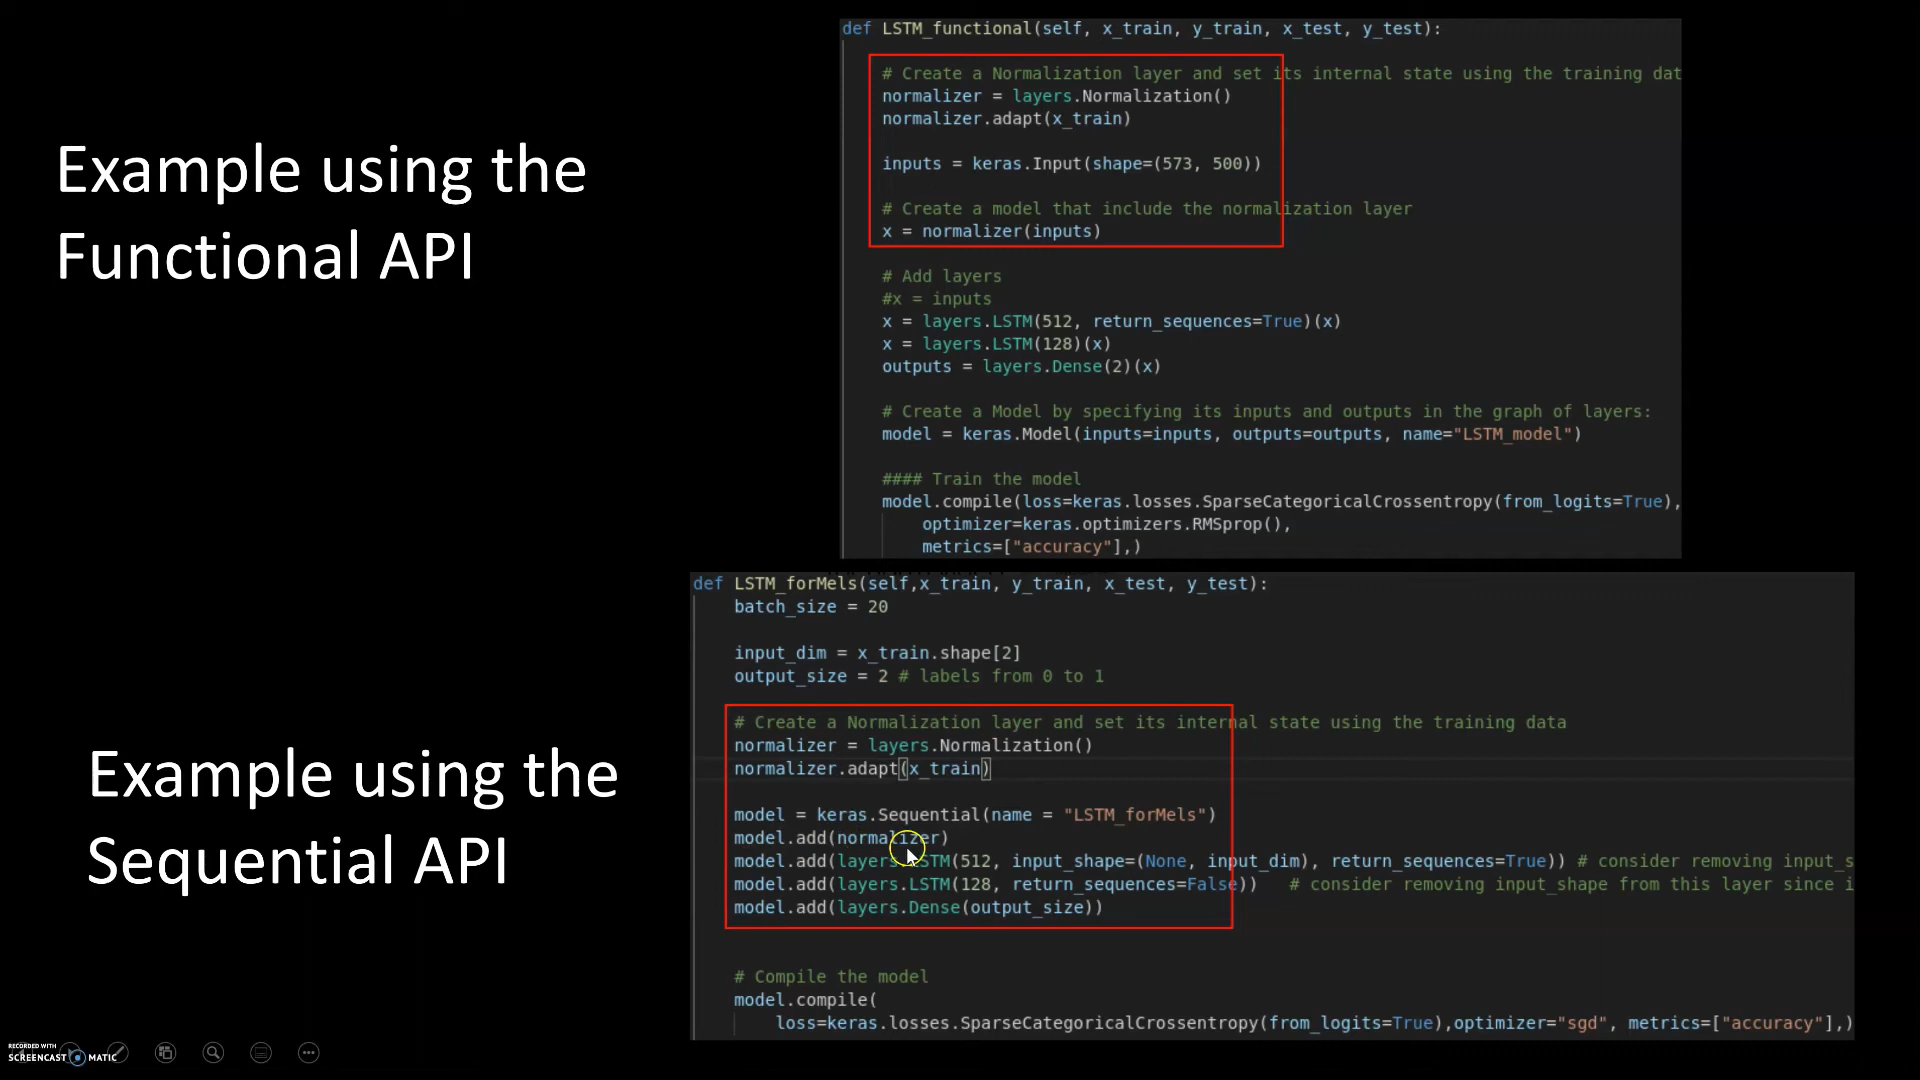 Example using the
Functional API
def LSTM_functional(self, x_train, y_train, x_test, y_test):
# Create a Normalization layer and set its internal state using the training dat
normalizer = layers.Normalization()
normalizer.adapt(x_train)
inputs = keras.Input(shape=(573, 500))
# Create a model that include the normalization layer
x = normalizer(inputs)
# Add layers
#x = inputs
x = layers.LSTM(512, return_sequences=True)(x)
x = layers.LSTM(128)(x)
outputs = layers.Dense(2)(x)
# Create a Model by specifying its inputs and outputs in the graph of layers:
model = keras.Model(inputs=inputs, outputs=outputs, name="LSTM_model")
#### Train the model
model.compile(loss=keras.losses.SparseCategoricalCrossentropy(from_logits=True),
optimizer=keras.optimizers.RMSprop(),
metrics=["accuracy"],)
Example using the
Sequential API
def LSTM_forMels(self,x_train, y_train, x_test, y_test):
batch_size = 20
input_dim = x_train.shape[2]
output_size = 2 # labels from 0 to 1
# Create a Normalization layer and set its internal state using the training data
normalizer = layers.Normalization()
normalizer.adapt(x_train)
model = keras.Sequential(name = "LSTM_forMels")
model.add(normalizer)
model.add(layers.LSTM(512, input_shape=(None, input_dim), return_sequences=True)) # consider removing input_s
model.add(layers.LSTM(128, return_sequences=False)) # consider removing input_shape from this layer since i
model.add(layers.Dense(output_size))
# Compile the model
model.compile(
loss=keras.losses.SparseCategoricalCrossentropy(from_logits=True),optimizer="sgd", metrics=["accuracy"],)
RECORDED WITH
SCREENCAST MATIC